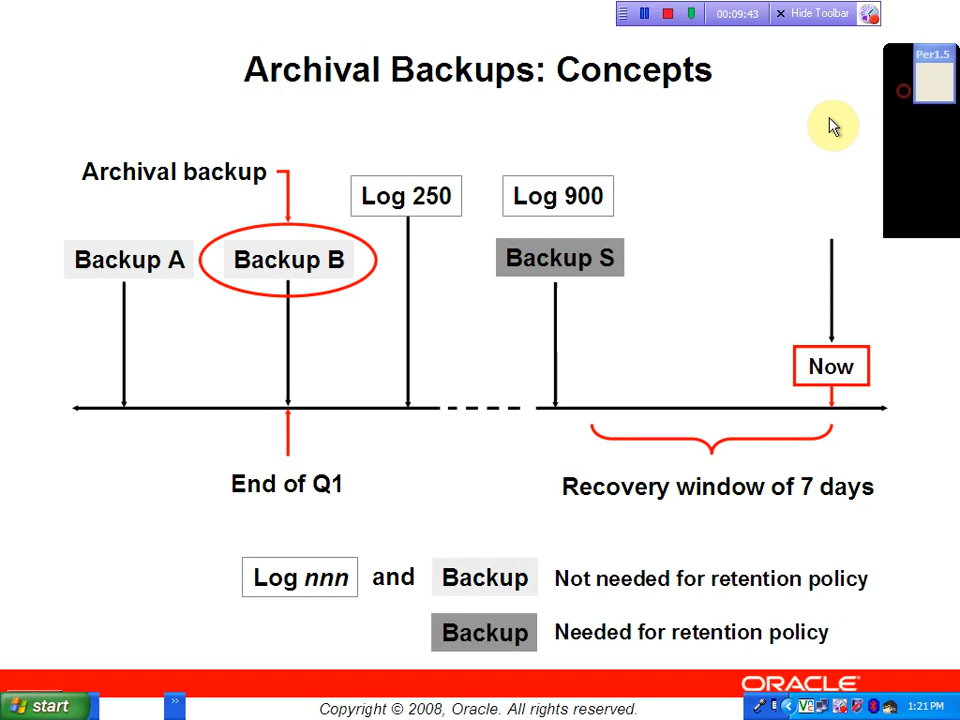 00:09:43 Hide Toolbar
Per1.5
Archival Backups: Concepts
Archival backup
Log 250
Log 900
Backup A
Backup B
Backup S
Now
End of Q1
Recovery window of 7 days
Log nnn and Backup Not needed for retention policy
Backup Needed for retention policy
ORACLE
start
Copyright © 2008, Oracle. All rights reserved.
1:21 PM